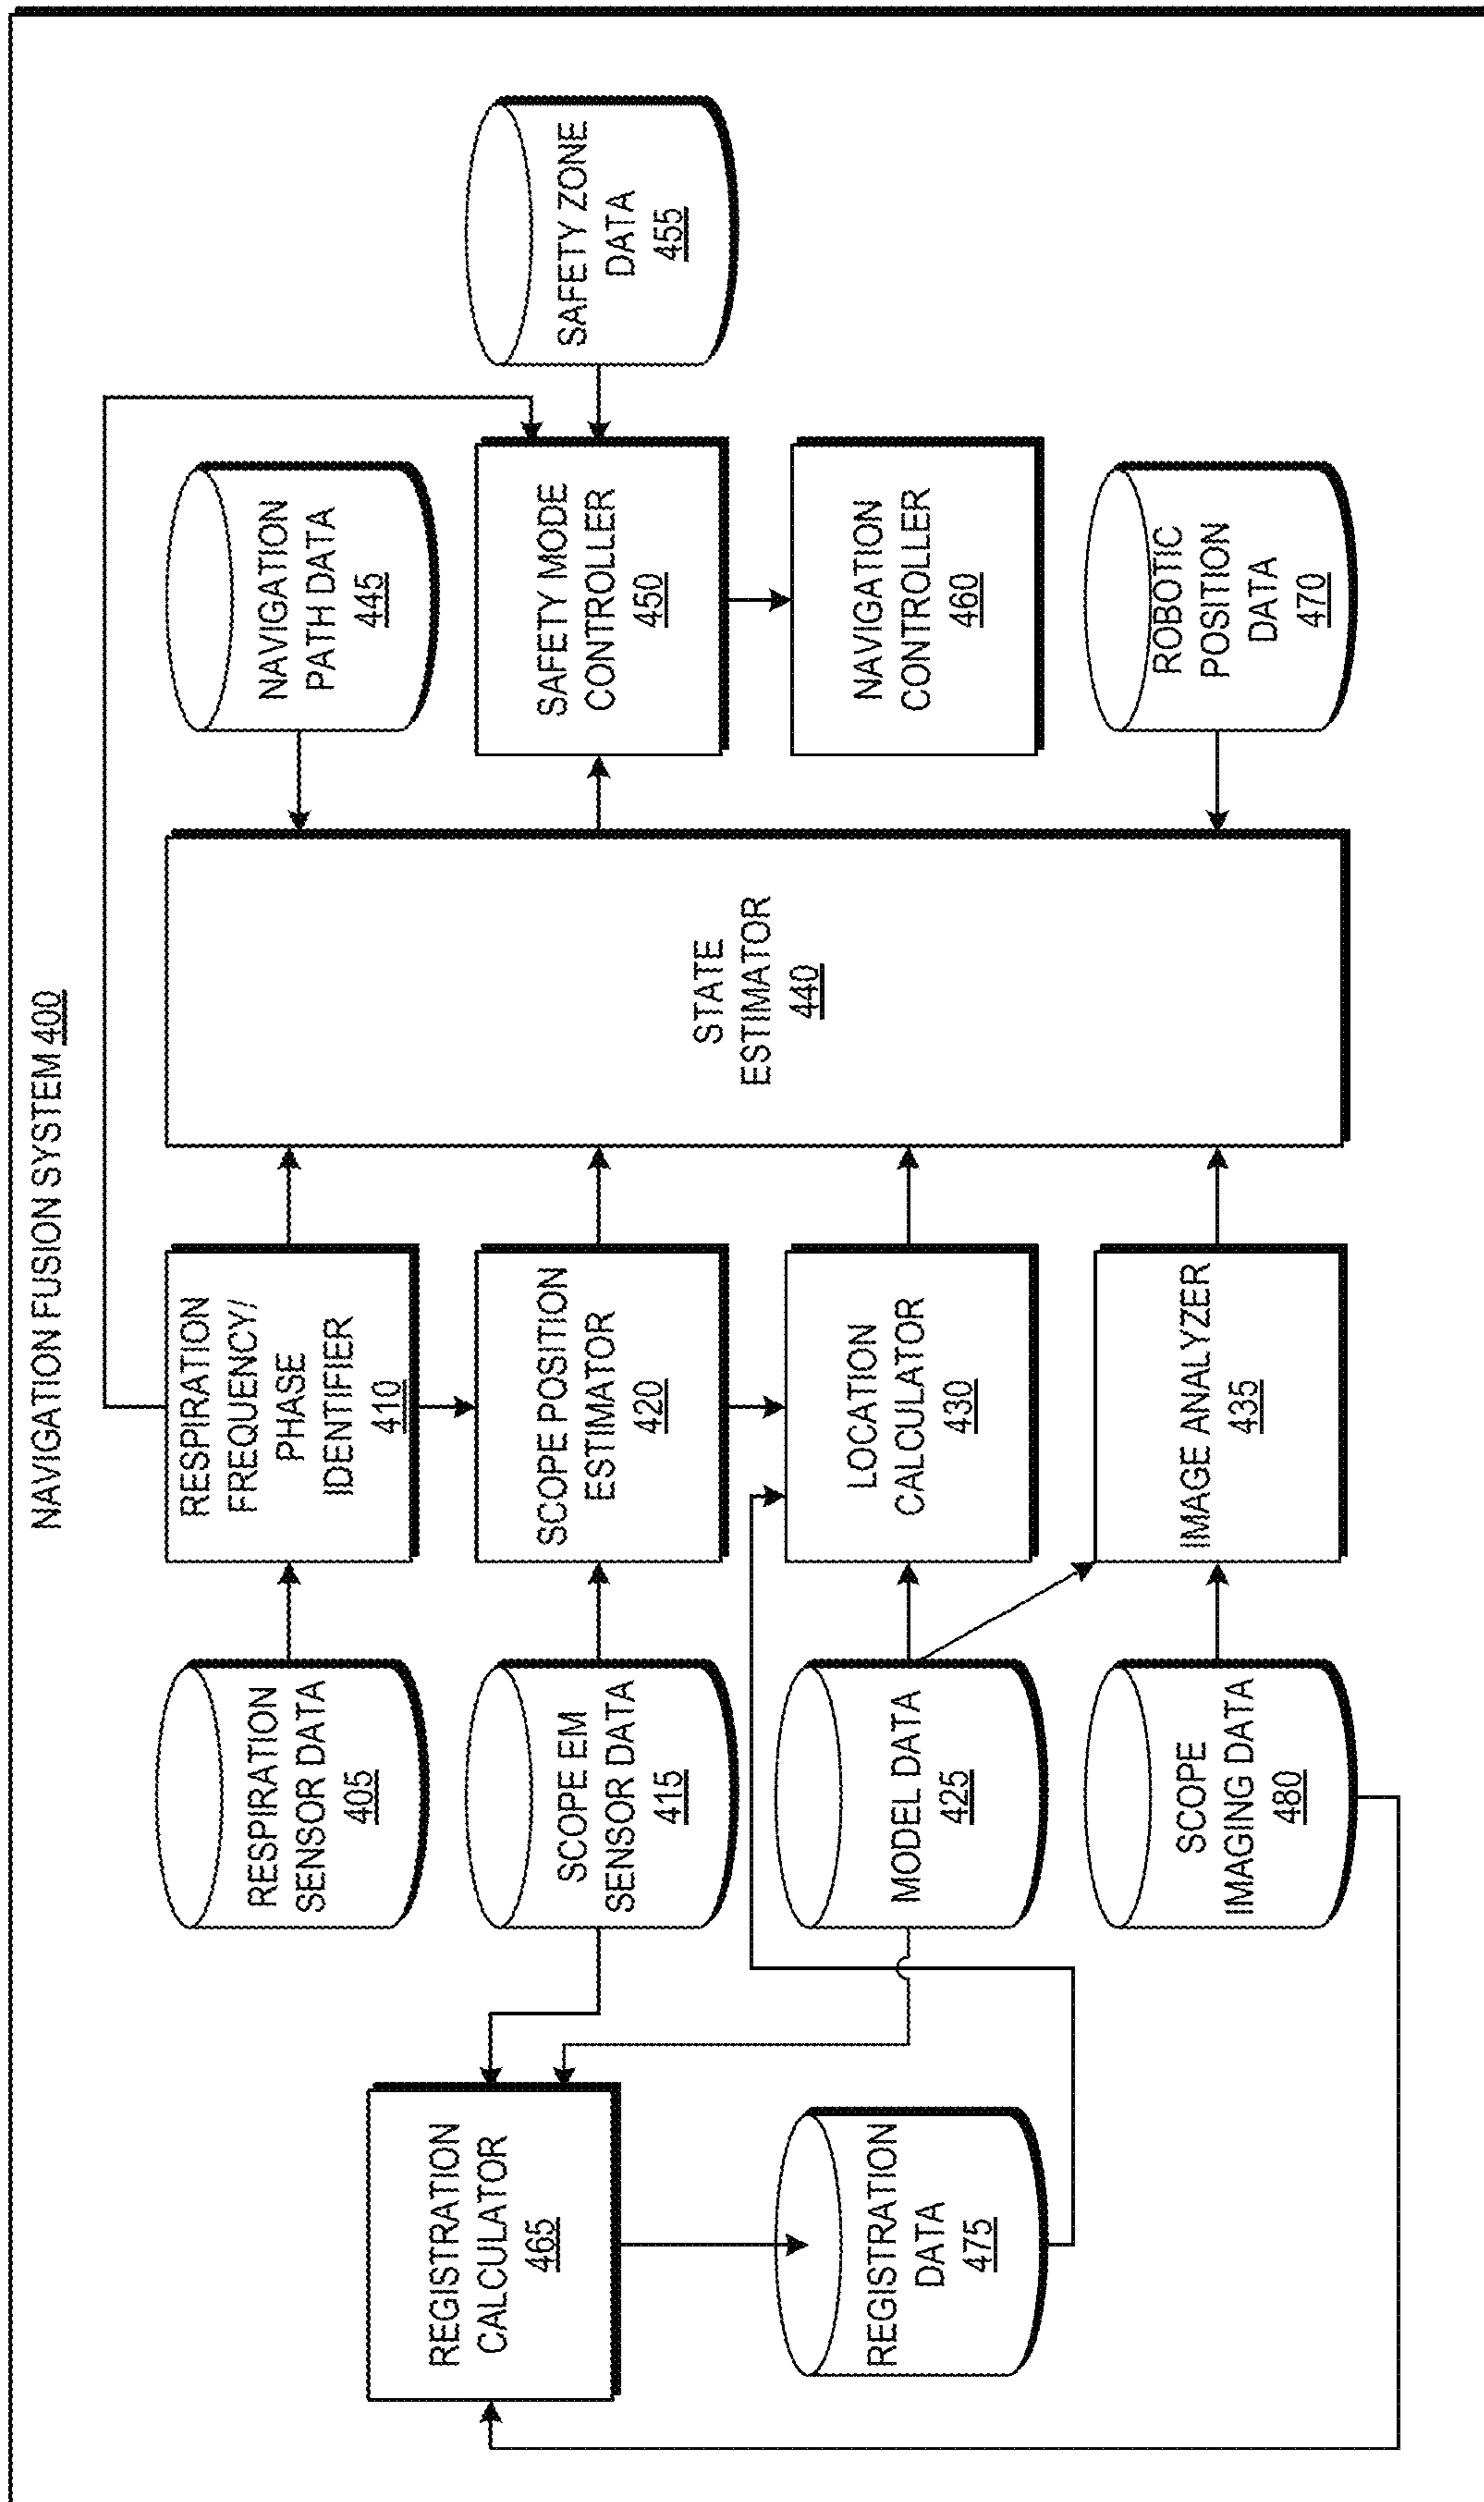 NAVIGATION FUSION SYSTEM 400
REGISTRATION
CALCULATOR
465
REGISTRATION
DATA
475
RESPIRATION
SENSOR DATA
405
SCOPE EM
SENSOR DATA
415
MODEL DATA
425
SCOPE
IMAGING DATA
480
RESPIRATION
FREQUENCY/
PHASE
IDENTIFIER
410
SCOPE POSITION
ESTIMATOR
420
LOCATION
CALCULATOR
430
IMAGE ANALYZER
435
STATE
ESTIMATOR
440
NAVIGATION
PATH DATA
445
SAFETY MODE
CONTROLLER
450
NAVIGATION
CONTROLLER
460
ROBOTIC
POSITION
DATA
470
SAFETY ZONE
DATA
455